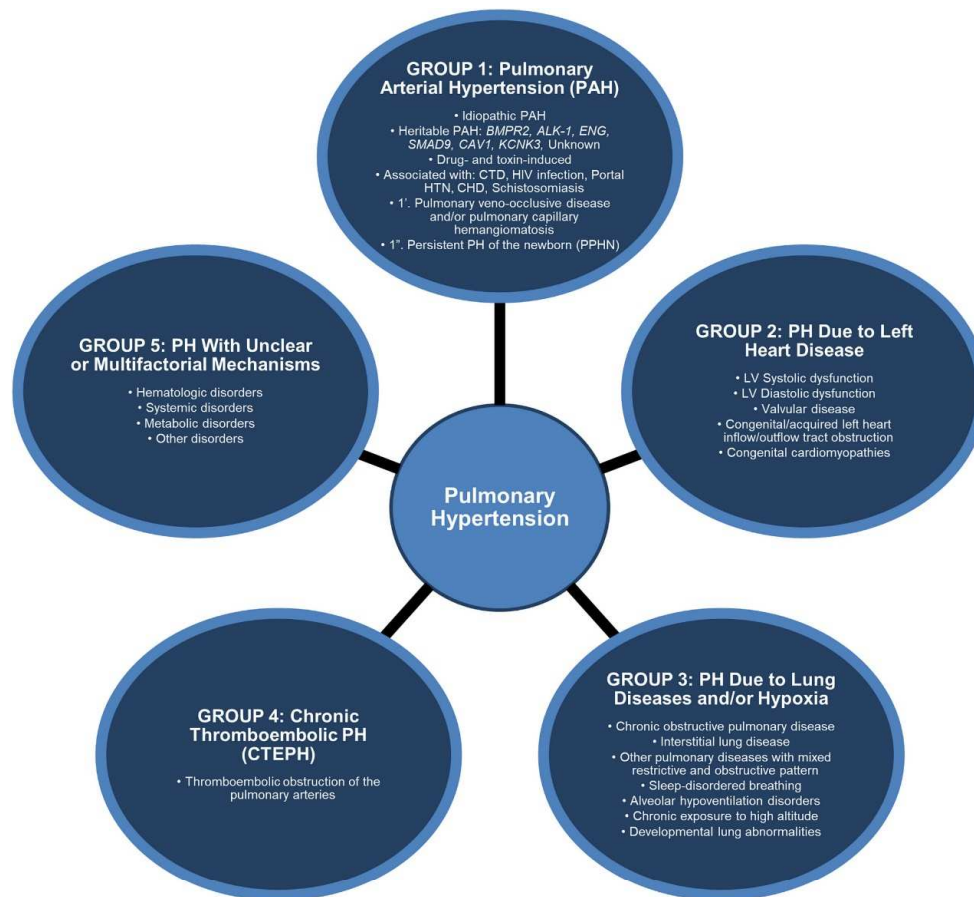 GROUP 1: Pulmonary
Arterial Hypertension (PAH)
• Idiopathic PAH
• Heritable PAH: BMPR2, ALK-1, ENG,
SMAD9, CAV1, KCNK3, Unknown
• Drug- and toxin-induced
• Associated with: CTD, HIV infection, Portal
HTN, CHD, Schistosomiasis
• 1'. Pulmonary veno-occlusive disease
and/or pulmonary capillary
hemangiomatosis
• 1". Persistent PH of the newborn (PPHN)
GROUP 2: PH Due to Left
Heart Disease
• LV Systolic dysfunction
• LV Diastolic dysfunction
• Valvular disease
• Congenital/acquired left heart
inflow/outflow tract obstruction
• Congenital cardiomyopathies
GROUP 3: PH Due to Lung
Diseases and/or Hypoxia
• Chronic obstructive pulmonary disease
• Interstitial lung disease
• Other pulmonary diseases with mixed
restrictive and obstructive pattern
• Sleep-disordered breathing
• Alveolar hypoventilation disorders
• Chronic exposure to high altitude
• Developmental lung abnormalities
GROUP 4: Chronic
Thromboembolic PH
(CTEPH)
• Thromboembolic obstruction of the
pulmonary arteries
GROUP 5: PH With Unclear
or Multifactorial Mechanisms
• Hematologic disorders
• Systemic disorders
• Metabolic disorders
• Other disorders
Pulmonary
Hypertension